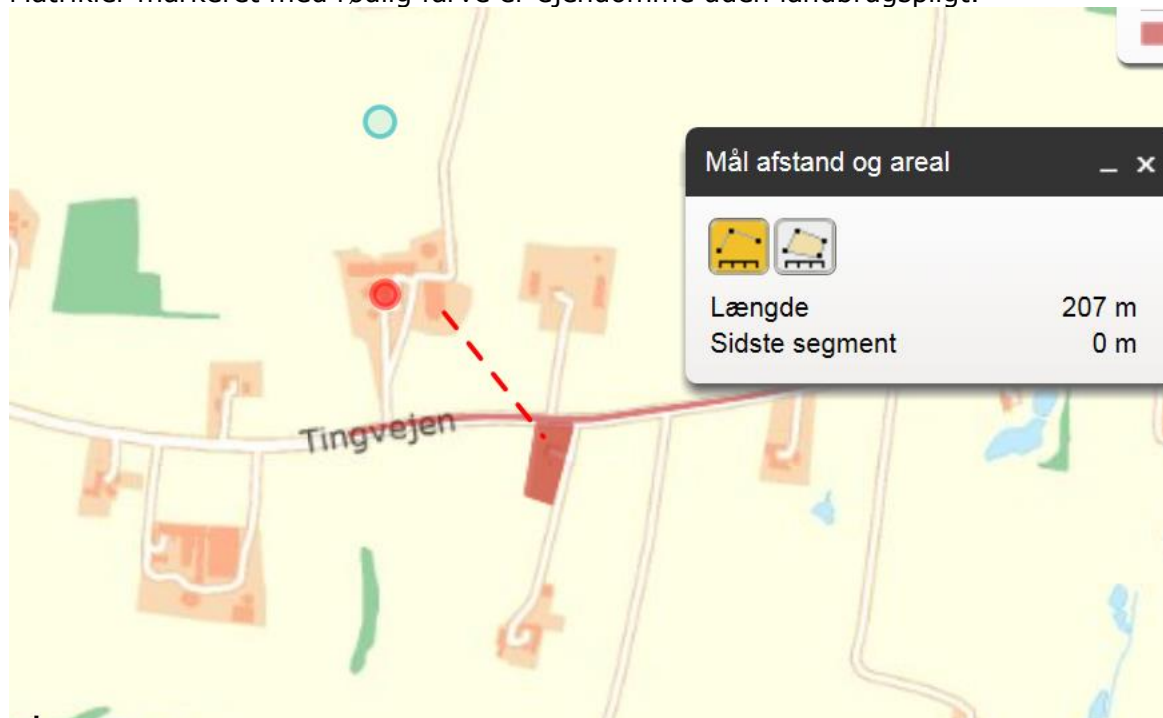 Matrikler markeret med rødlig farve er ejendomme uden landbrugspligt.
Mål afstand og areal
Længde 207 m
Sidste segment 0 m
Tingvejen